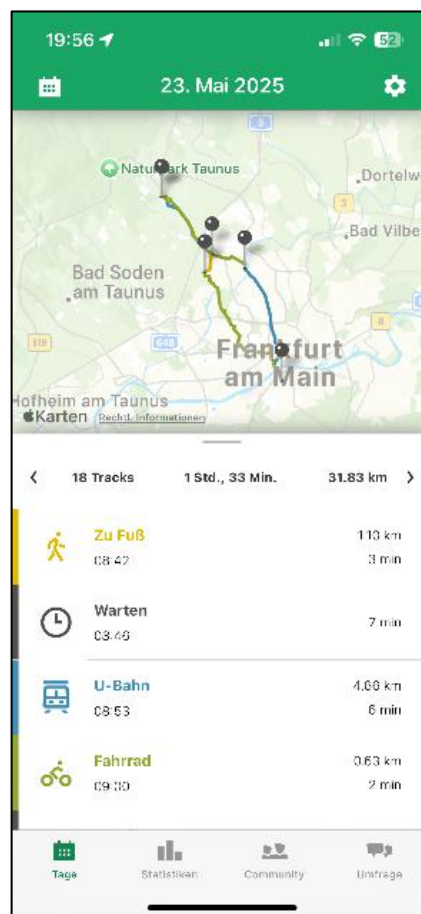 19:56
52
23. Mai 2025
Naturpark Taunus
Dortelw
Bad Vilbe
Bad Soden
am Taunus
Frankfurt
am Main
Hofheim am Taunus
Karten Rechtl. Informationen
18 Tracks 1 Std., 33 Min. 31.83 km
Zu Fuß 1.10 km
08:42 3 min
Warten
08:46 7 min
U-Bahn 4.66 km
08:53 6 min
Fahrrad 0.63 km
09:00 2 min
Tage Statistiken Community Umfrage